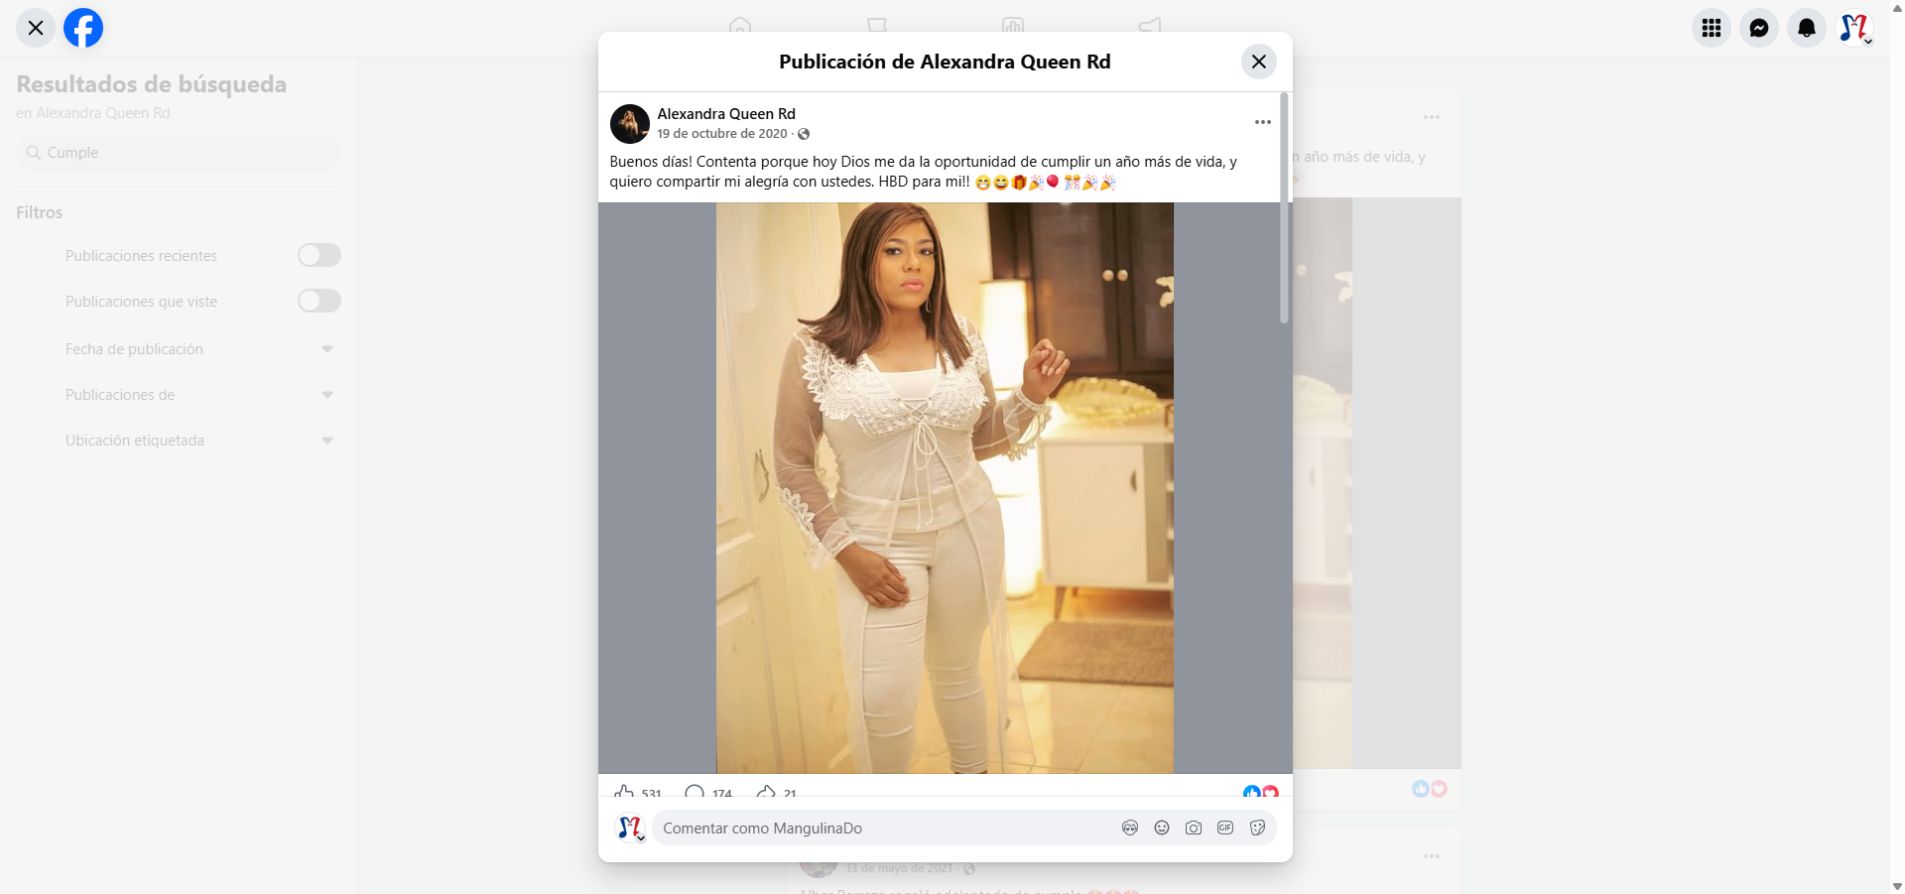 Publicación de Alexandra Queen Rd
Resultados de búsqueda
en Alexandra Queen Rd
Cumple
Filtros
Publicaciones recientes
Publicaciones que viste
Fecha de publicación
Publicaciones de
Ubicación etiquetada
Alexandra Queen Rd
19 de octubre de 2020 ·
Buenos días! Contenta porque hoy Dios me da la oportunidad de cumplir un año más de vida, y
quiero compartir mi alegría con ustedes. HBD para mi!! 😁😄🎁🎉🎈 🎊🎉🎉
n año más de vida, y
531 174 21
Comentar como MangulinaDo
GIF
13 de mayo de 2021 ·